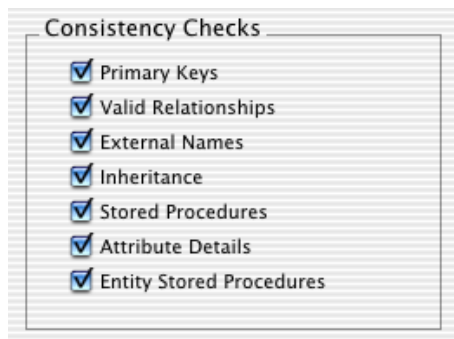 Consistency Checks
Primary Keys
Valid Relationships
External Names
Inheritance
Stored Procedures
Attribute Details
Entity Stored Procedures